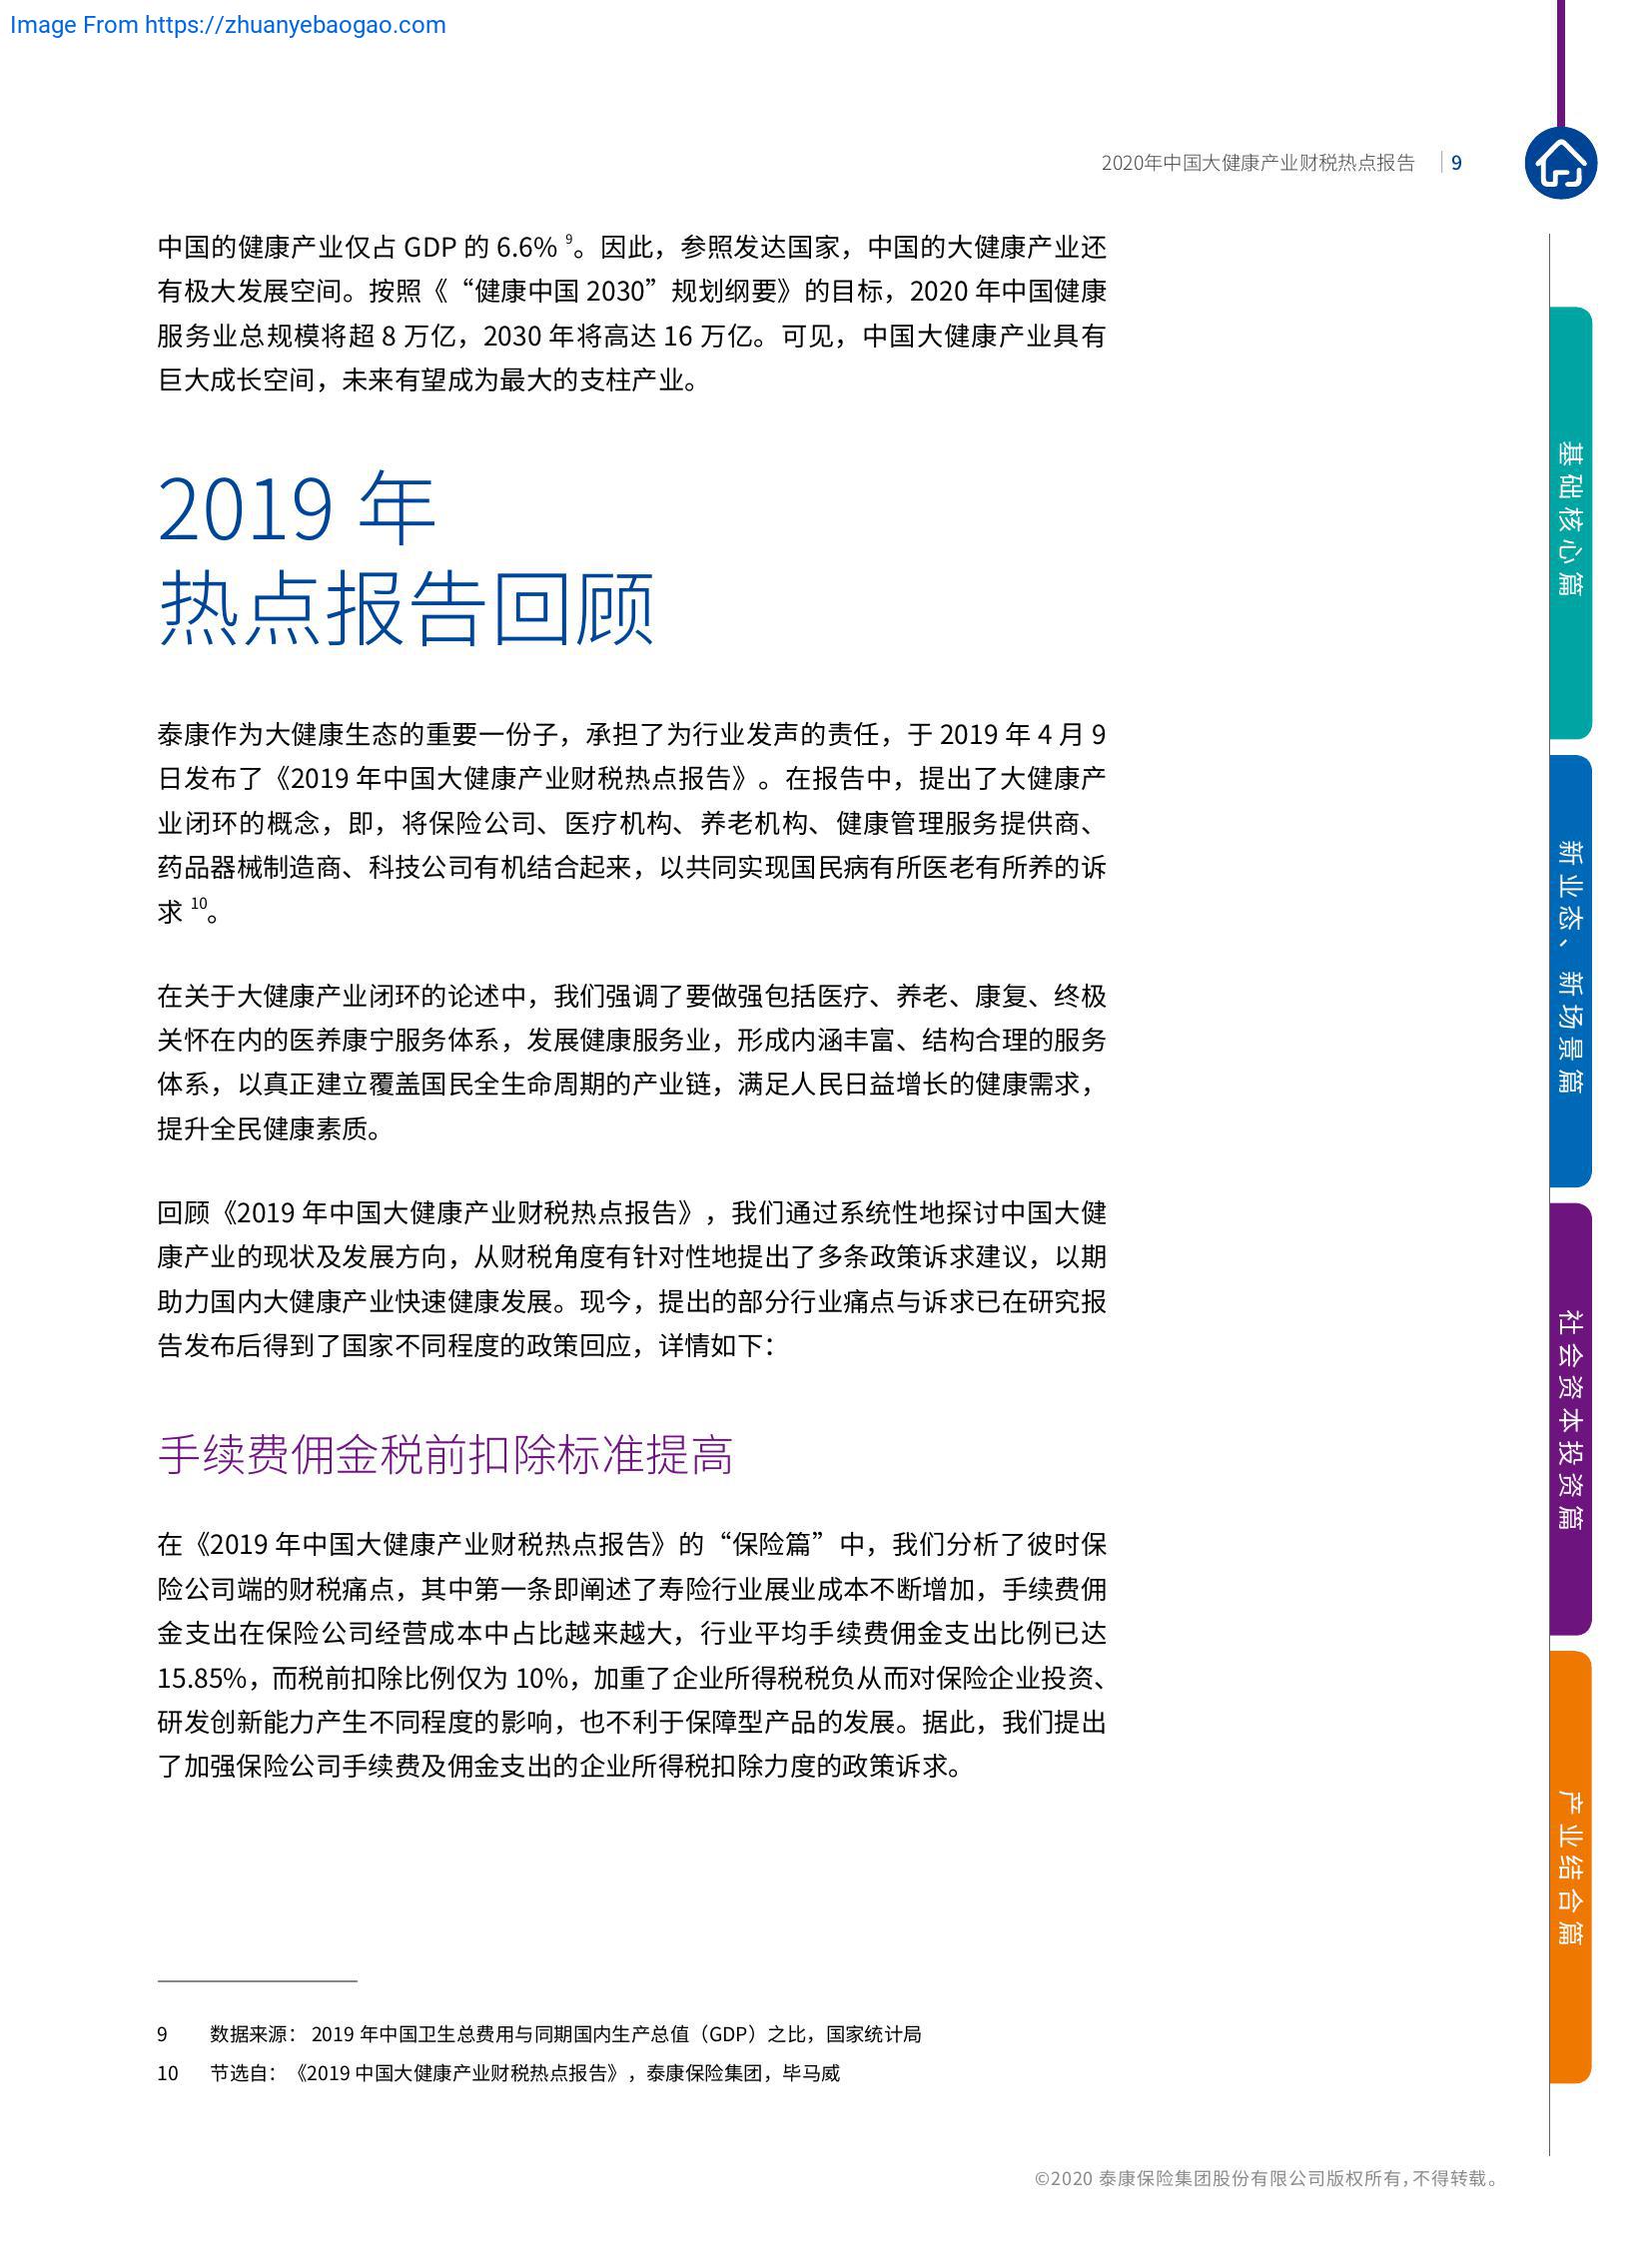 Image From https://zhuanyebaogao.com
2020年中国大健康产业财税热点报告 9
中国的健康产业仅占 GDP 的 6.6% 9。因此，参照发达国家，中国的大健康产业还
有极大发展空间。按照《“健康中国 2030”规划纲要》的目标，2020 年中国健康
服务业总规模将超 8 万亿，2030 年将高达 16 万亿。可见，中国大健康产业具有
巨大成长空间，未来有望成为最大的支柱产业。
2019 年
热点报告回顾
泰康作为大健康生态的重要一份子，承担了为行业发声的责任，于 2019 年 4 月 9
日发布了《2019 年中国大健康产业财税热点报告》。在报告中，提出了大健康产
业闭环的概念，即，将保险公司、医疗机构、养老机构、健康管理服务提供商、
药品器械制造商、科技公司有机结合起来，以共同实现国民病有所医老有所养的诉
求 10。
在关于大健康产业闭环的论述中，我们强调了要做强包括医疗、养老、康复、终极
关怀在内的医养康宁服务体系，发展健康服务业，形成内涵丰富、结构合理的服务
体系，以真正建立覆盖国民全生命周期的产业链，满足人民日益增长的健康需求，
提升全民健康素质。
回顾《2019 年中国大健康产业财税热点报告》，我们通过系统性地探讨中国大健
康产业的现状及发展方向，从财税角度有针对性地提出了多条政策诉求建议，以期
助力国内大健康产业快速健康发展。现今，提出的部分行业痛点与诉求已在研究报
告发布后得到了国家不同程度的政策回应，详情如下：
手续费佣金税前扣除标准提高
在《2019 年中国大健康产业财税热点报告》的“保险篇”中，我们分析了彼时保
险公司端的财税痛点，其中第一条即阐述了寿险行业展业成本不断增加，手续费佣
金支出在保险公司经营成本中占比越来越大，行业平均手续费佣金支出比例已达
15.85%，而税前扣除比例仅为 10%，加重了企业所得税税负从而对保险企业投资、
研发创新能力产生不同程度的影响，也不利于保障型产品的发展。据此，我们提出
了加强保险公司手续费及佣金支出的企业所得税扣除力度的政策诉求。
9 数据来源： 2019 年中国卫生总费用与同期国内生产总值（GDP）之比，国家统计局
10 节选自：《2019 中国大健康产业财税热点报告》，泰康保险集团，毕马威
©2020 泰康保险集团股份有限公司版权所有，不得转载。
基础核心篇
新业态、新场景篇
社会资本投资篇
产业结合篇